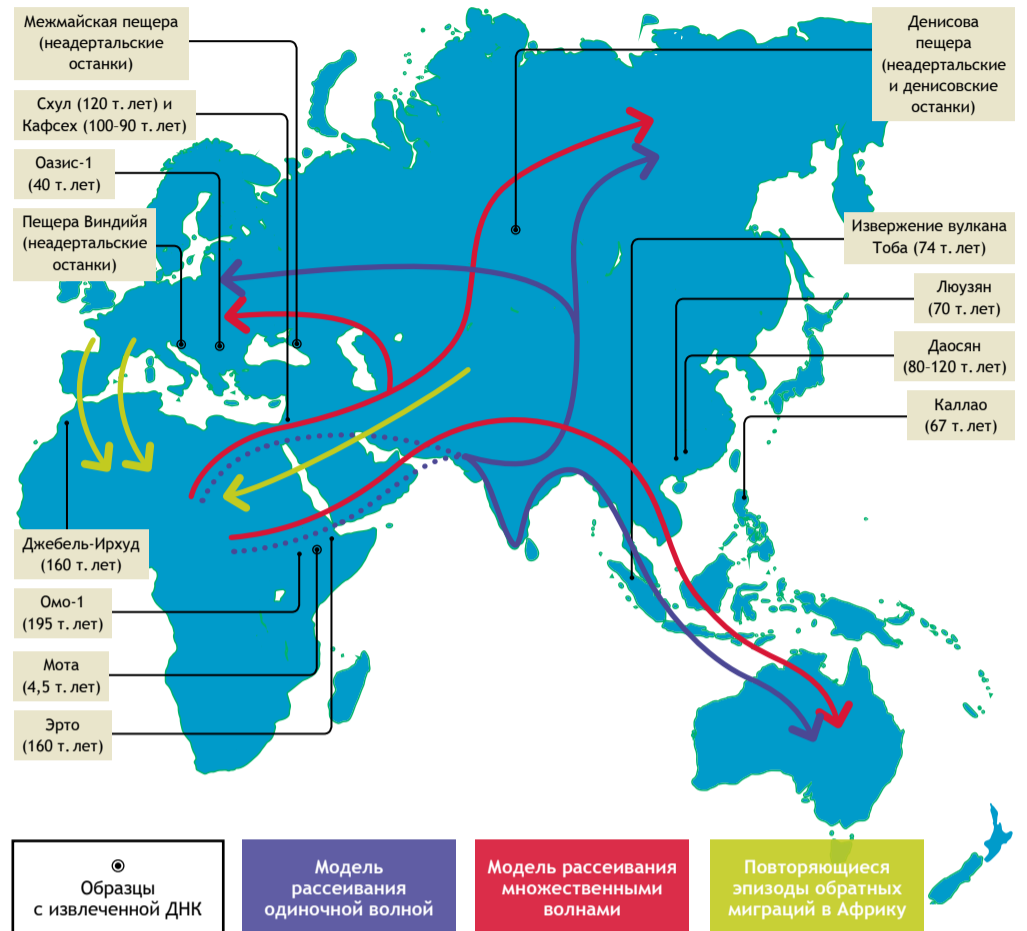 Межмайская пещера
(неадертальские
останки)
Схул (120 т. лет) и
Кафсех (100-90 т. лет)
Оазис-1
(40 т. лет)
Пещера Виндийя
(неадертальские
останки)
Джебель-Ирхуд
(160 т. лет)
Омо-1
(195 т. лет)
Мота
(4,5 т. лет)
Эрто
(160 т. лет)
Денисова
пещера
(неадертальские
и денисовские
останки)
Извержение вулкана
Тоба (74 т. лет)
Люузян
(70 т. лет)
Даосян
(80-120 т. лет)
Каллао
(67 т. лет)
Образцы
с извлеченной ДНК
Модель
рассеивания
одиночной волной
Модель рассеивания
множественными
волнами
Повторяющиеся
эпизоды обратных
миграций в Африку